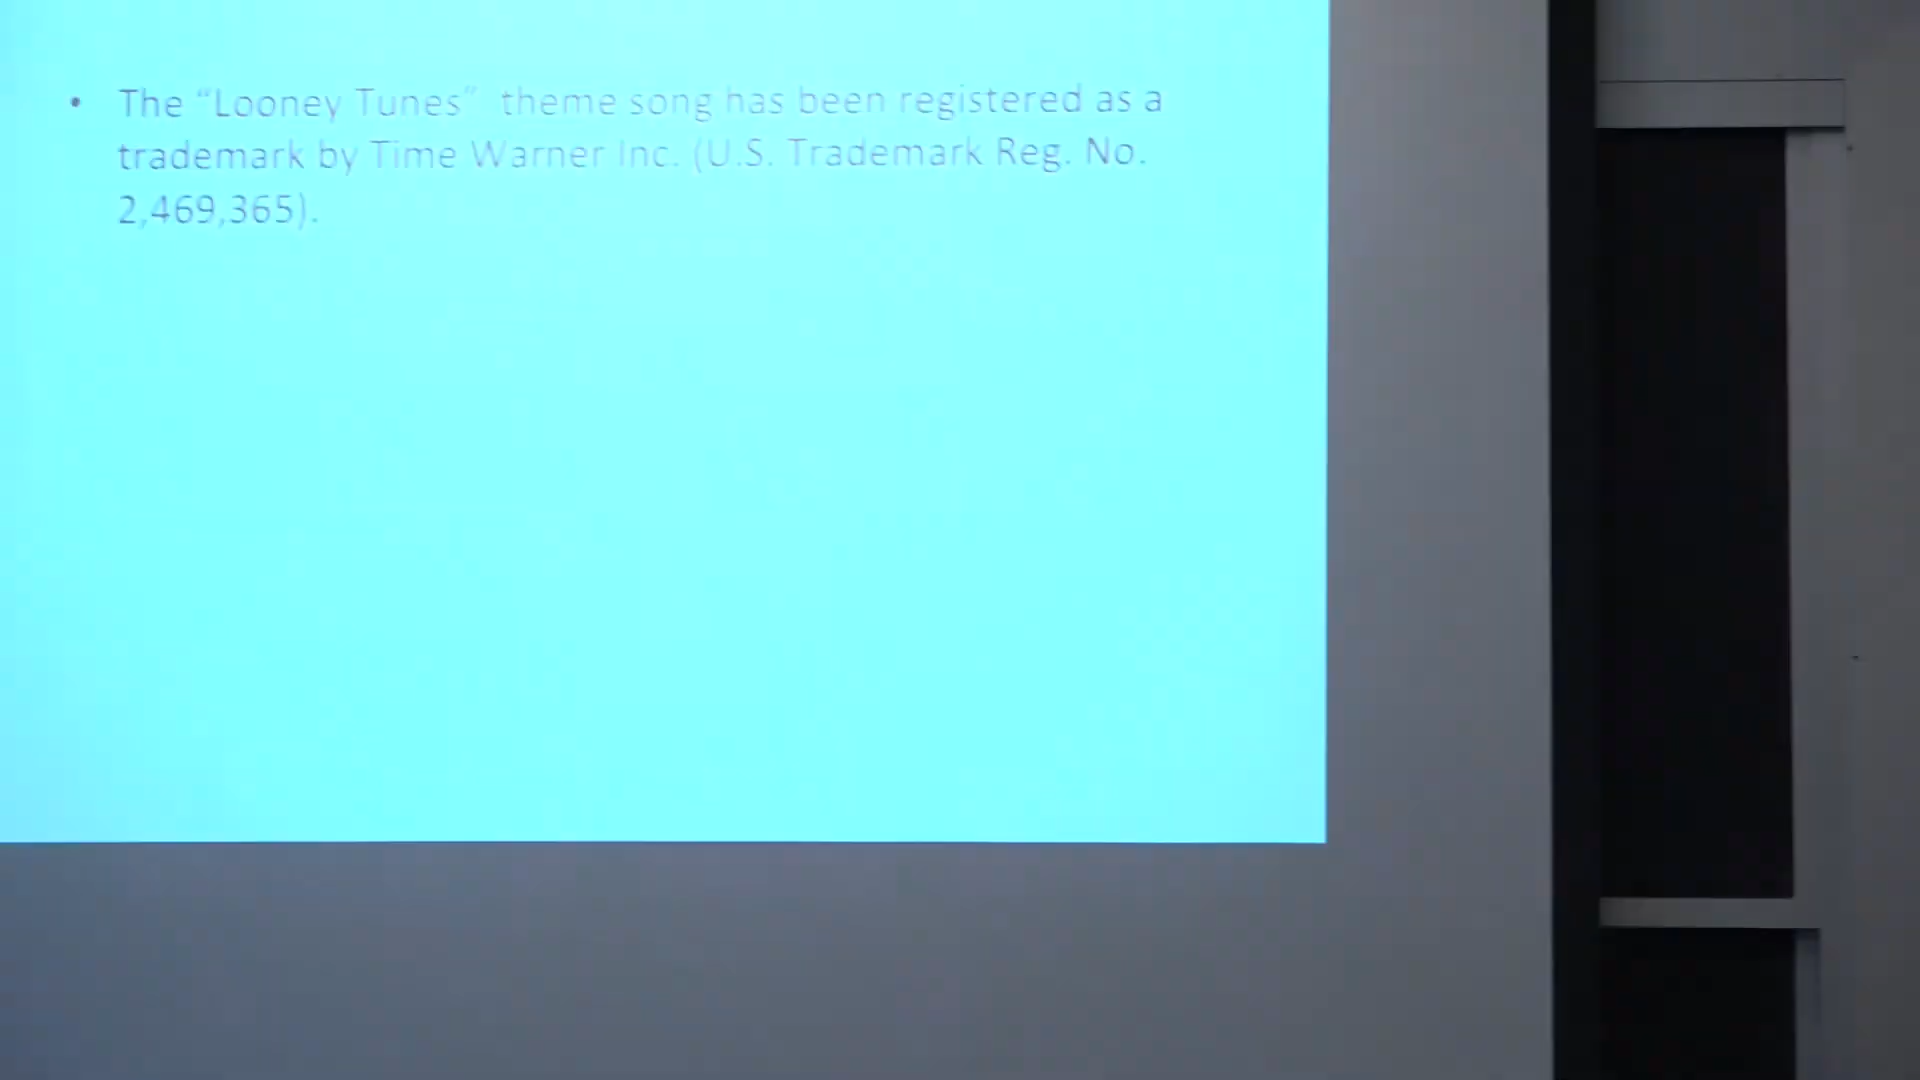 • The “Looney Tunes” theme song has been registered as a
trademark by Time Warner Inc. (U.S. Trademark Reg. No.
2,469,365).